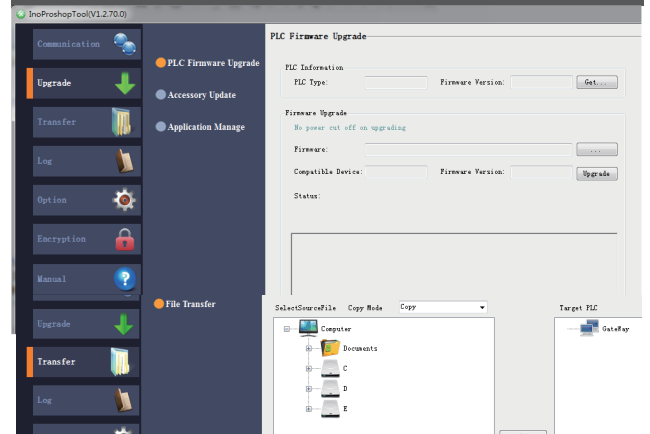 InoProshopTool(V1.2.70.0)
Communication
Upgrade
Transfer
Log
Option
Encryption
Manual
PLC Firmware Upgrade
Accessory Update
Application Manage
PLC Firmware Upgrade
PLC Information
PLC Type: Firmware Version: Get...
Firmware Upgrade
No power cut off on upgrading
Firmware: ...
Compatible Device: Firmware Version: Upgrade
Status:
Upgrade
Transfer
Log
File Transfer
SelectSourceFile Copy Mode Copy Target PLC
Computer GateWay
Documents
C
D
E